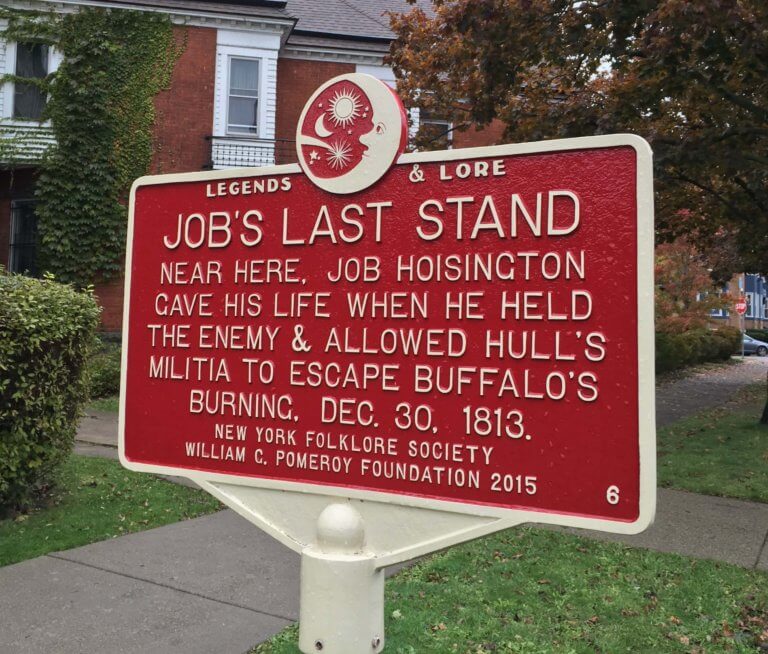 LEGENDS & LORE
JOB'S LAST STAND
NEAR HERE, JOB HOISINGTON
GAVE HIS LIFE WHEN HE HELD
THE ENEMY & ALLOWED HULL'S
MILITIA TO ESCAPE BUFFALO'S
BURNING, DEC. 30, 1813.
NEW YORK FOLKLORE SOCIETY
WILLIAM G. POMEROY FOUNDATION 2015
6